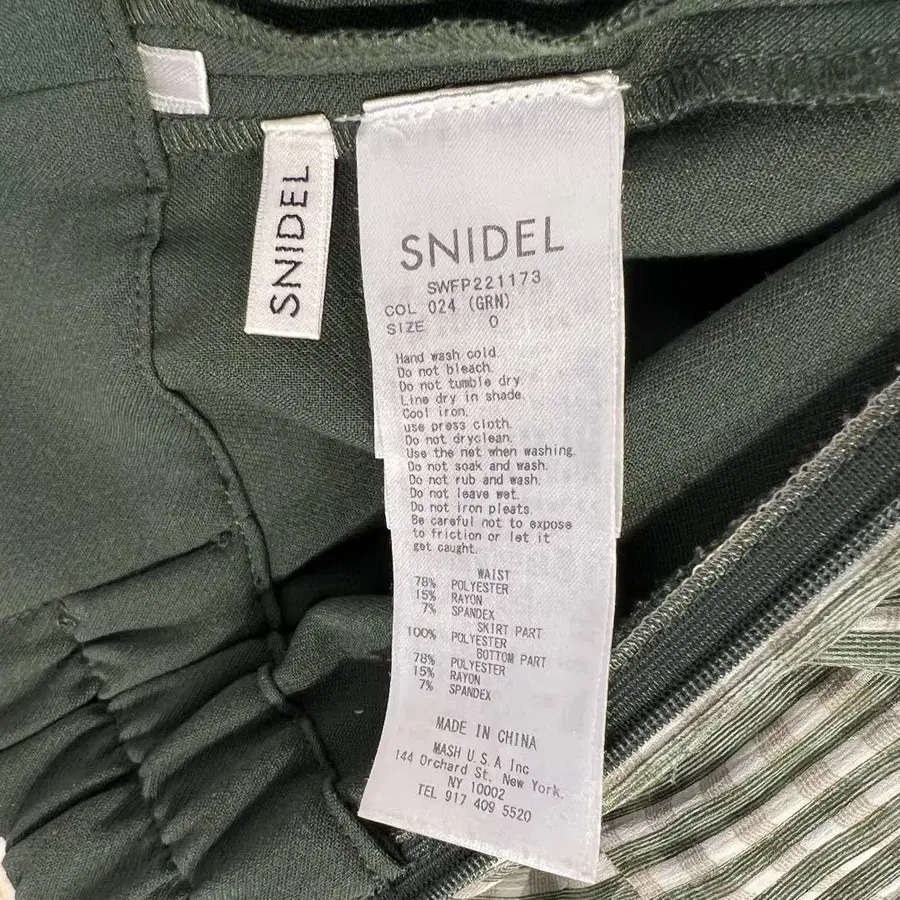 SNIDEL
SNIDEL
SWFP221173
COL 024 (GRN)
SIZE 0
Hand wash cold.
Do not bleach.
Do not tumble dry.
Line dry in shade.
Cool iron.
use press cloth.
Do not dryclean.
Use the net when washing.
Do not soak and wash.
Do not rub and wash.
Do not leave wet.
Do not iron pleats.
Be careful not to expose
to friction or let it
get caught.
WAIST
78% POLYESTER
15% RAYON
7% SPANDEX
SKIRT PART
100% POLYESTER
BOTTOM PART
78% POLYESTER
15% RAYON
7% SPANDEX
MADE IN CHINA
MASH U.S.A Inc
144 Orchard St, New York.
NY 10002
TEL 917 409 5520